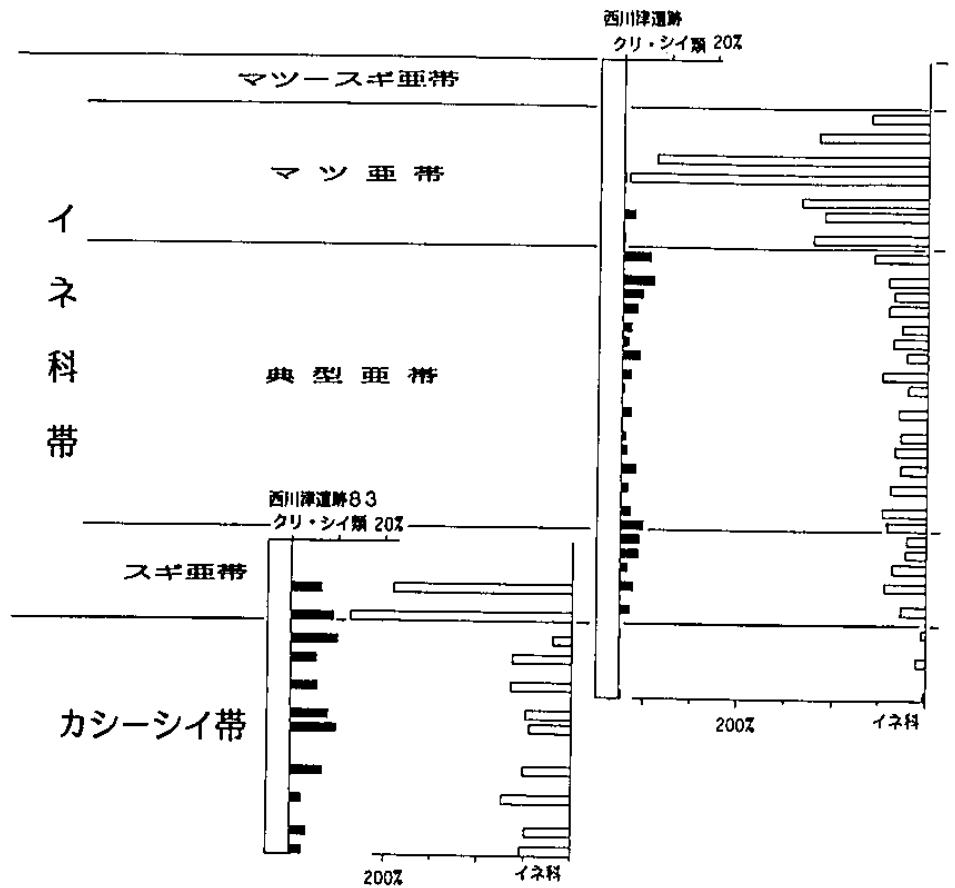 西川津遺跡
クリ・シイ類 20%
マツースギ亜帯
マツ亜帯
イネ科帯
典型亜帯
西川津遺跡83
クリ・シイ類 20%
スギ亜帯
カシーシイ帯
200% イネ科
200% イネ科